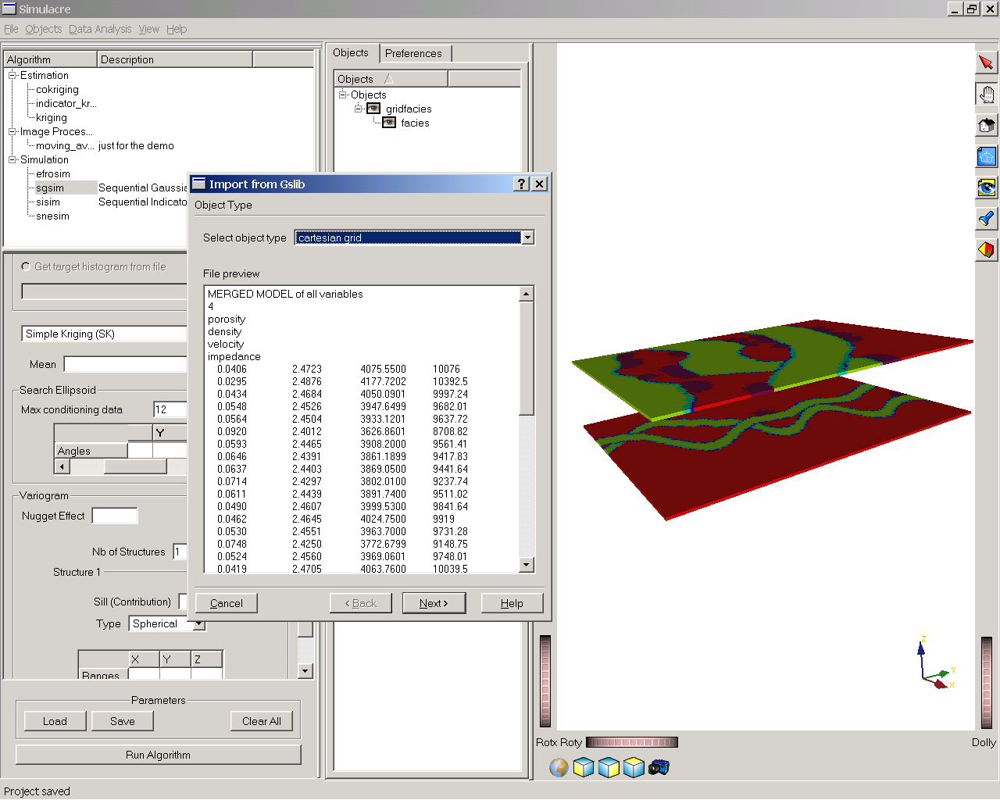 Simulacre
File Objects Data Analysis View Help
Algorithm Description
Estimation
cokriging
indicator_kr...
kriging
Image Proces...
moving_av... just for the demo
Simulation
efrosim
sgsim Sequential Gaussia
sisim Sequential Indicato
snesim
Get target histogram from file
Simple Kriging (SK)
Mean
Search Ellipsoid
Max conditioning data 12
Y
Angles
Variogram
Nugget Effect
Nb of Structures 1
Structure 1
Sill (Contribution)
Type Spherical
X Y Z
Ranges
Parameters
Load Save Clear All
Run Algorithm
Project saved
Objects Preferences
Objects
Objects
gridfacies
facies
Import from Gslib
Object Type
Select object type cartesian grid
File preview
MERGED MODEL of all variables
4
porosity
density
velocity
impedance
0.0406 2.4723 4075.5500 10076
0.0295 2.4876 4177.7202 10392.5
0.0434 2.4684 4050.0901 9997.24
0.0548 2.4526 3947.6499 9682.01
0.0564 2.4504 3933.1201 9637.72
0.0920 2.4012 3626.8601 8708.82
0.0593 2.4465 3908.2000 9561.41
0.0646 2.4391 3861.1899 9417.83
0.0637 2.4403 3869.0500 9441.64
0.0714 2.4297 3802.0100 9237.74
0.0611 2.4439 3891.7400 9511.02
0.0490 2.4607 3999.5300 9841.64
0.0462 2.4645 4024.7500 9919
0.0530 2.4551 3963.7000 9731.28
0.0748 2.4250 3772.6799 9148.75
0.0524 2.4560 3969.0601 9748.01
0.0419 2.4705 4063.7600 10039.5
Cancel < Back Next > Help
Z
Y
X
Rotx Roty Dolly